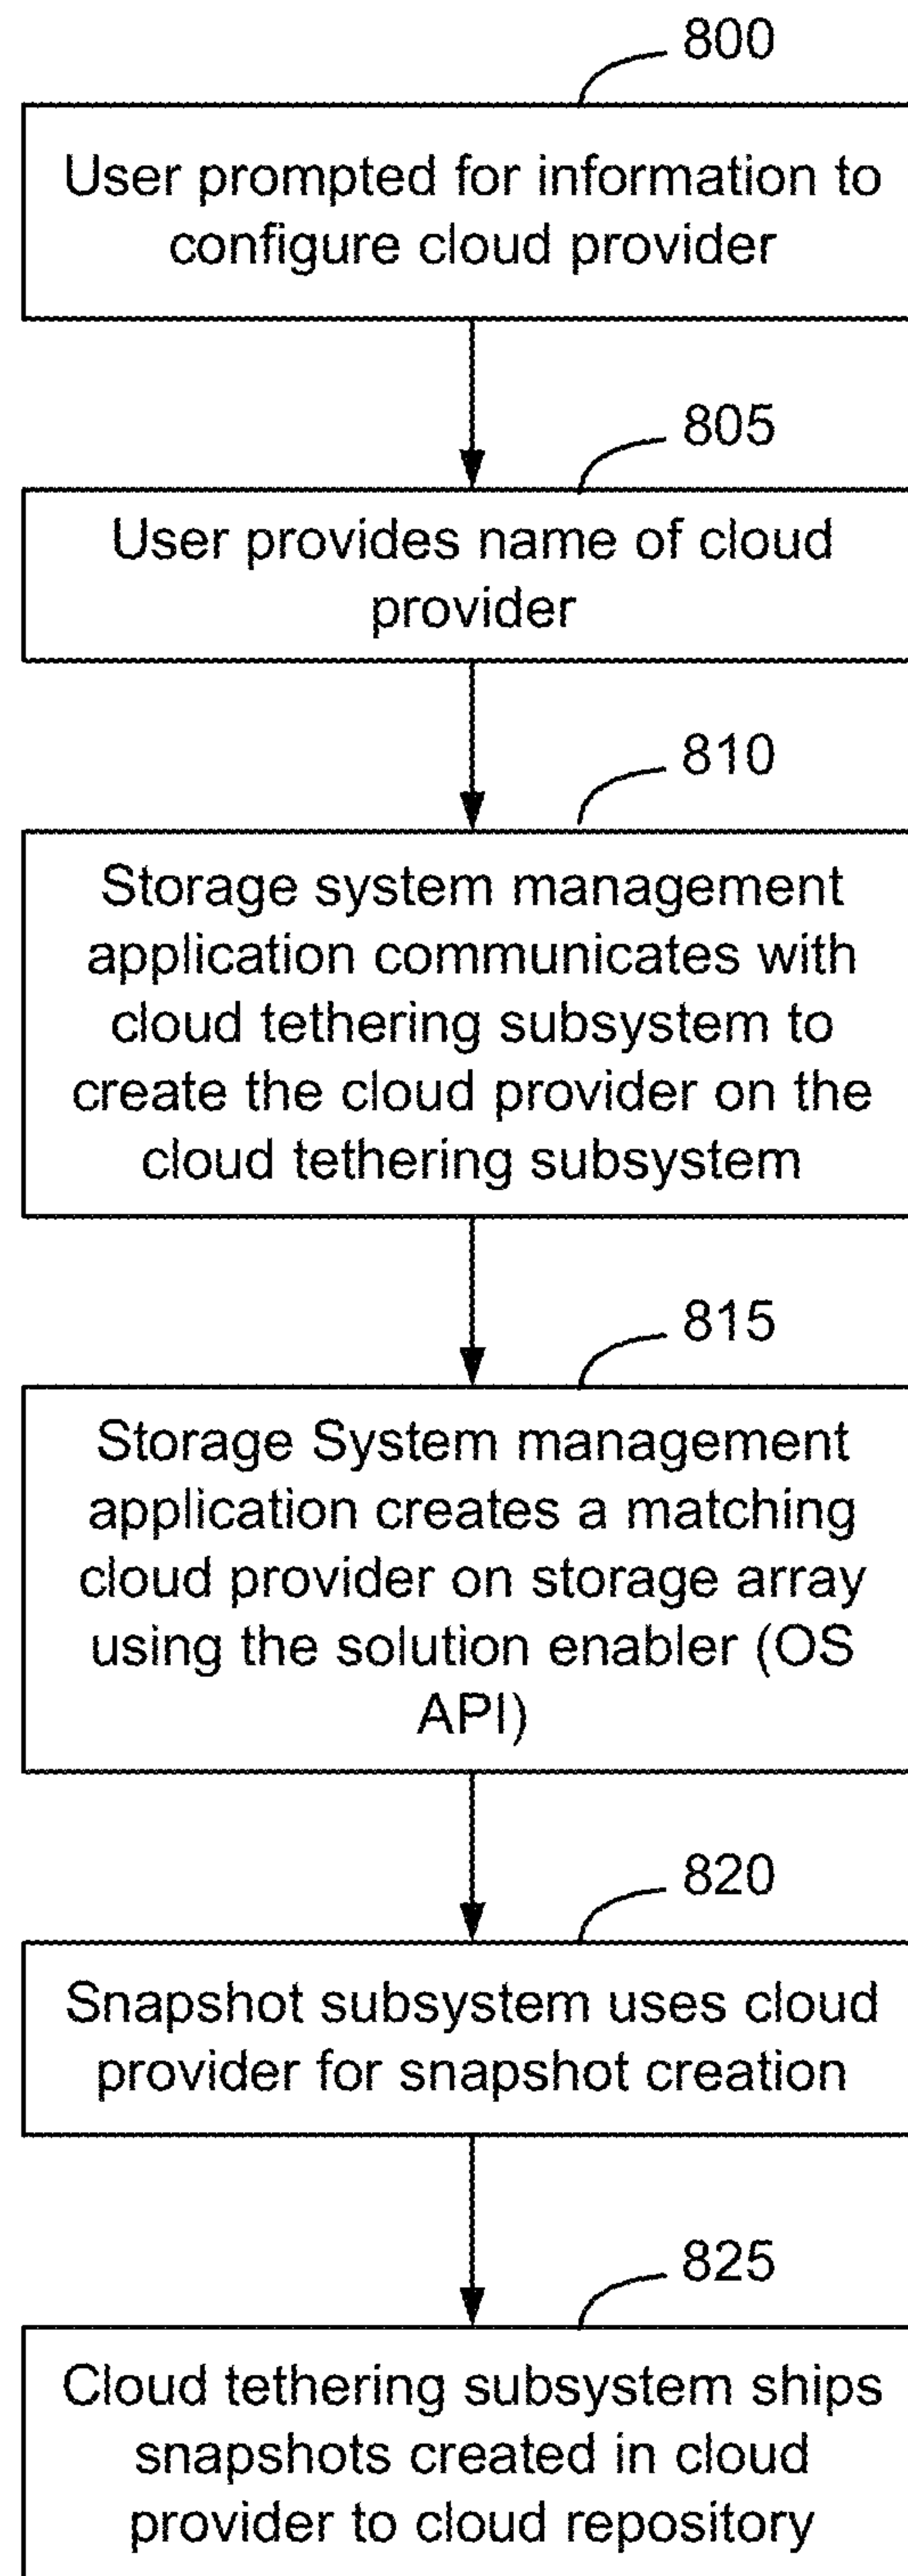 800
User prompted for information to
configure cloud provider
805
User provides name of cloud
provider
810
Storage system management
application communicates with
cloud tethering subsystem to
create the cloud provider on the
cloud tethering subsystem
815
Storage System management
application creates a matching
cloud provider on storage array
using the solution enabler (OS
API)
820
Snapshot subsystem uses cloud
provider for snapshot creation
825
Cloud tethering subsystem ships
snapshots created in cloud
provider to cloud repository